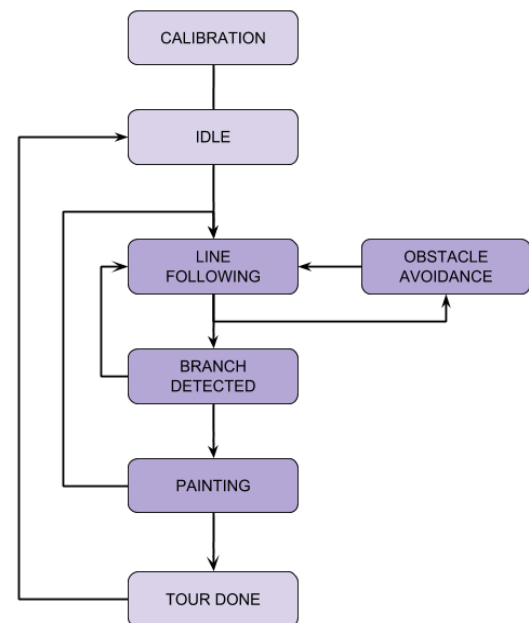 CALIBRATION
IDLE
LINE
FOLLOWING
OBSTACLE
AVOIDANCE
BRANCH
DETECTED
PAINTING
TOUR DONE